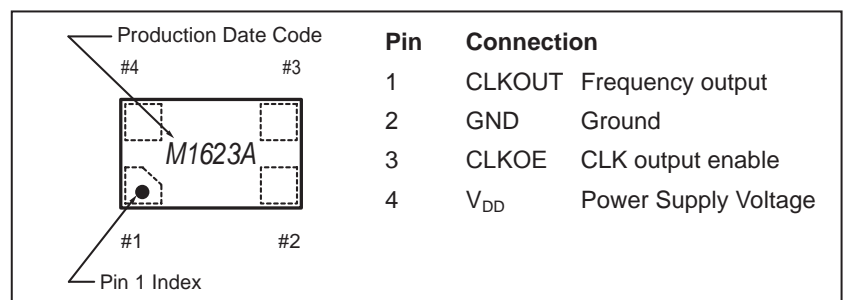 Production Date Code
#4 #3
M1623A
#1 #2
Pin 1 Index
Pin Connection
1 CLKOUT Frequency output
2 GND Ground
3 CLKOE CLK output enable
4 VDD Power Supply Voltage